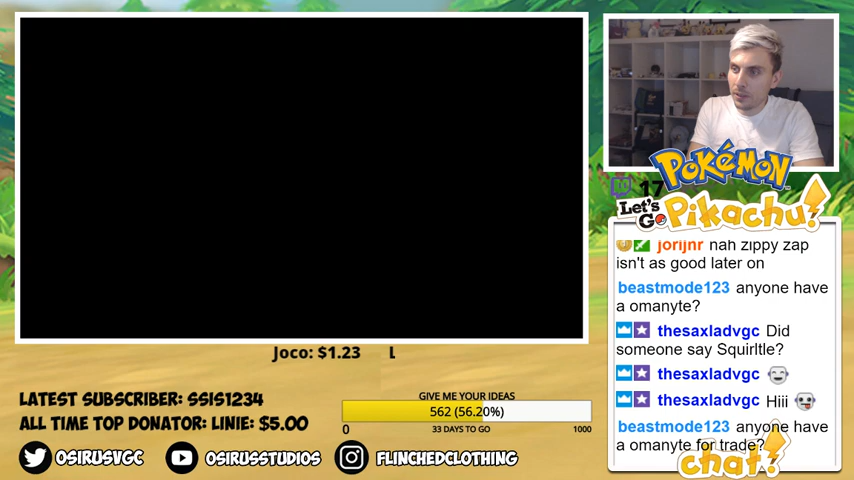 POKÉMON
17
Let's Go Pikachu!
jorijnr nah zippy zap
isn't as good later on
beastmode123 anyone have
a omanyte?
thesaxladvgc Did
someone say Squirltle?
thesaxladvgc
thesaxladvgc Hiii
beastmode123 anyone have
a omanyte for trade?
chat!
Joco: $1.23 L
LATEST SUBSCRIBER: SSIS1234
ALL TIME TOP DONATOR: LINIE: $5.00
GIVE ME YOUR IDEAS
562 (56.20%)
0 33 DAYS TO GO 1000
OSIRUSVGC OSIRUSSTUDIOS FLINCHEDCLOTHING